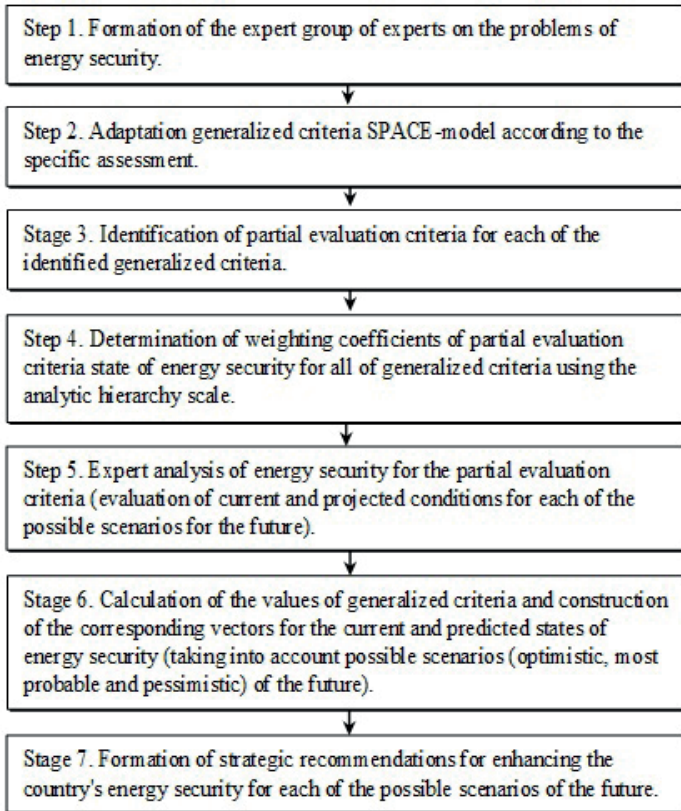 Step 1. Formation of the expert group of experts on the problems of
energy security.
Step 2. Adaptation generalized criteria SPACE-model according to the
specific assessment.
Stage 3. Identification of partial evaluation criteria for each of the
identified generalized criteria.
Step 4. Determination of weighting coefficients of partial evaluation
criteria state of energy security for all of generalized criteria using the
analytic hierarchy scale.
Step 5. Expert analysis of energy security for the partial evaluation
criteria (evaluation of current and projected conditions for each of the
possible scenarios for the future).
Stage 6. Calculation of the values of generalized criteria and construction
of the corresponding vectors for the current and predicted states of
energy security (taking into account possible scenarios (optimistic, most
probable and pessimistic) of the future).
Stage 7. Formation of strategic recommendations for enhancing the
country's energy security for each of the possible scenarios of the future.